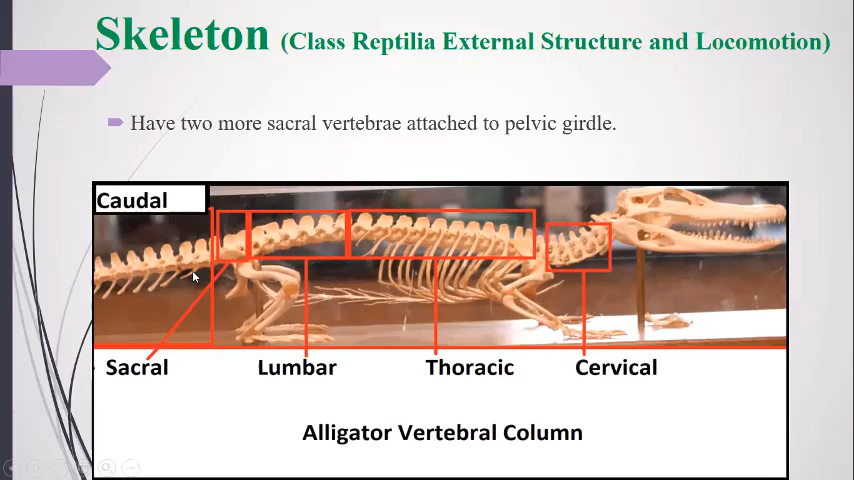 Skeleton (Class Reptilia External Structure and Locomotion)
Have two more sacral vertebrae attached to pelvic girdle.
Caudal
Sacral
Lumbar
Thoracic
Cervical
Alligator Vertebral Column